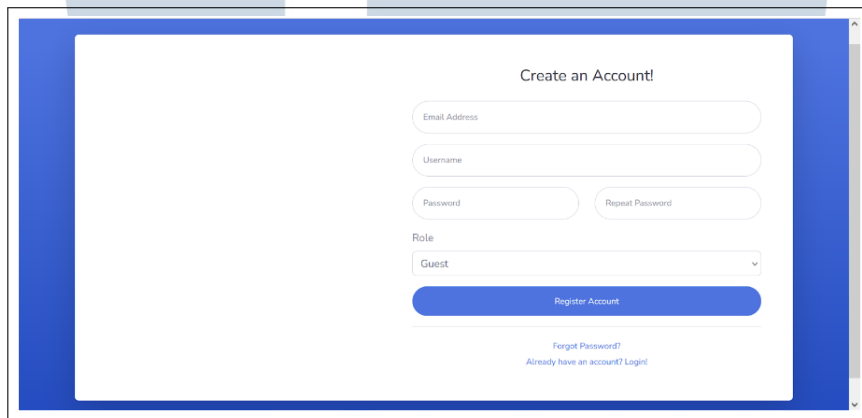 Create an Account!
Email Address
Username
Password
Repeat Password
Role
Guest
Register Account
Forgot Password?
Already have an account? Login!